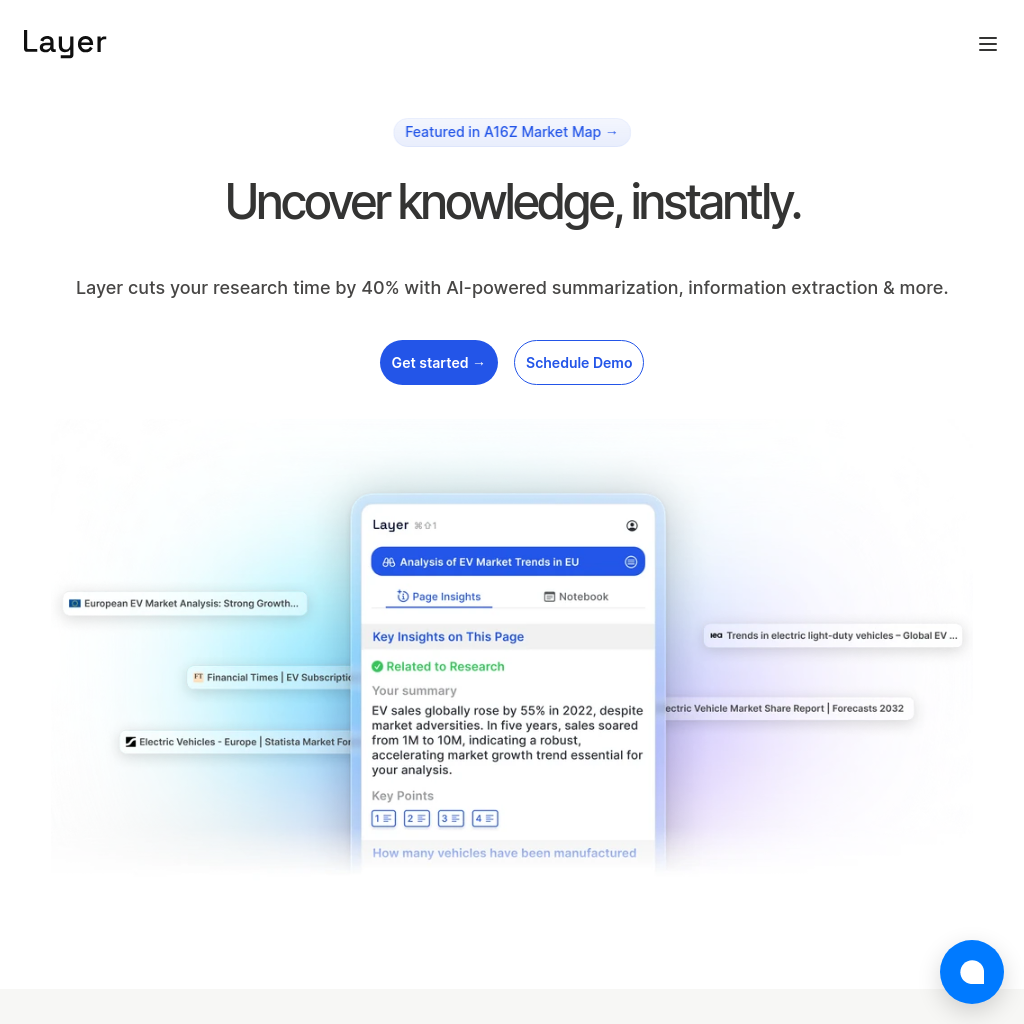 Layer
Featured in A16Z Market Map →
Uncover knowledge, instantly.
Layer cuts your research time by 40% with AI-powered summarization, information extraction & more.
Get started →
Schedule Demo
Layer ⌘⇧1
Analysis of EV Market Trends in EU
Page Insights
Notebook
European EV Market Analysis: Strong Growth...
Key Insights on This Page
Trends in electric light-duty vehicles – Global EV ...
Related to Research
FT Financial Times | EV Subscriptio
Your summary
EV sales globally rose by 55% in 2022, despite
market adversities. In five years, sales soared
from 1M to 10M, indicating a robust,
accelerating market growth trend essential for
your analysis.
ectric Vehicle Market Share Report | Forecasts 2032
Electric Vehicles - Europe | Statista Market For
Key Points
1
2
3
4
How many vehicles have been manufactured